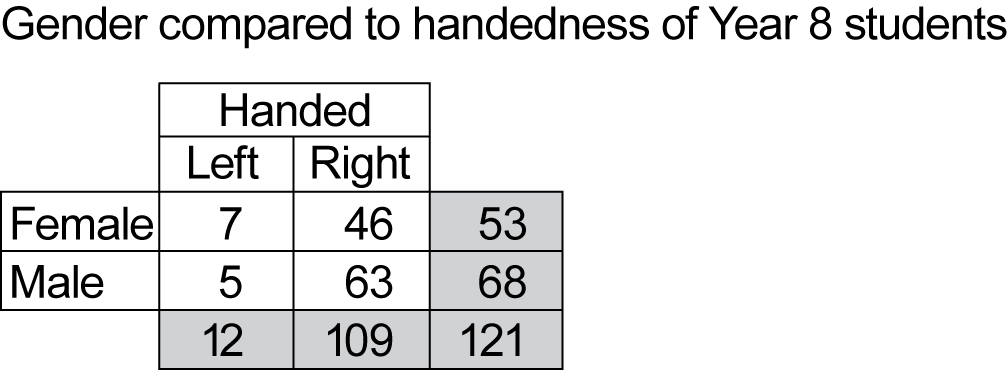 Gender compared to handedness of Year 8 students
Handed
Left Right
Female 7 46 53
Male 5 63 68
12 109 121